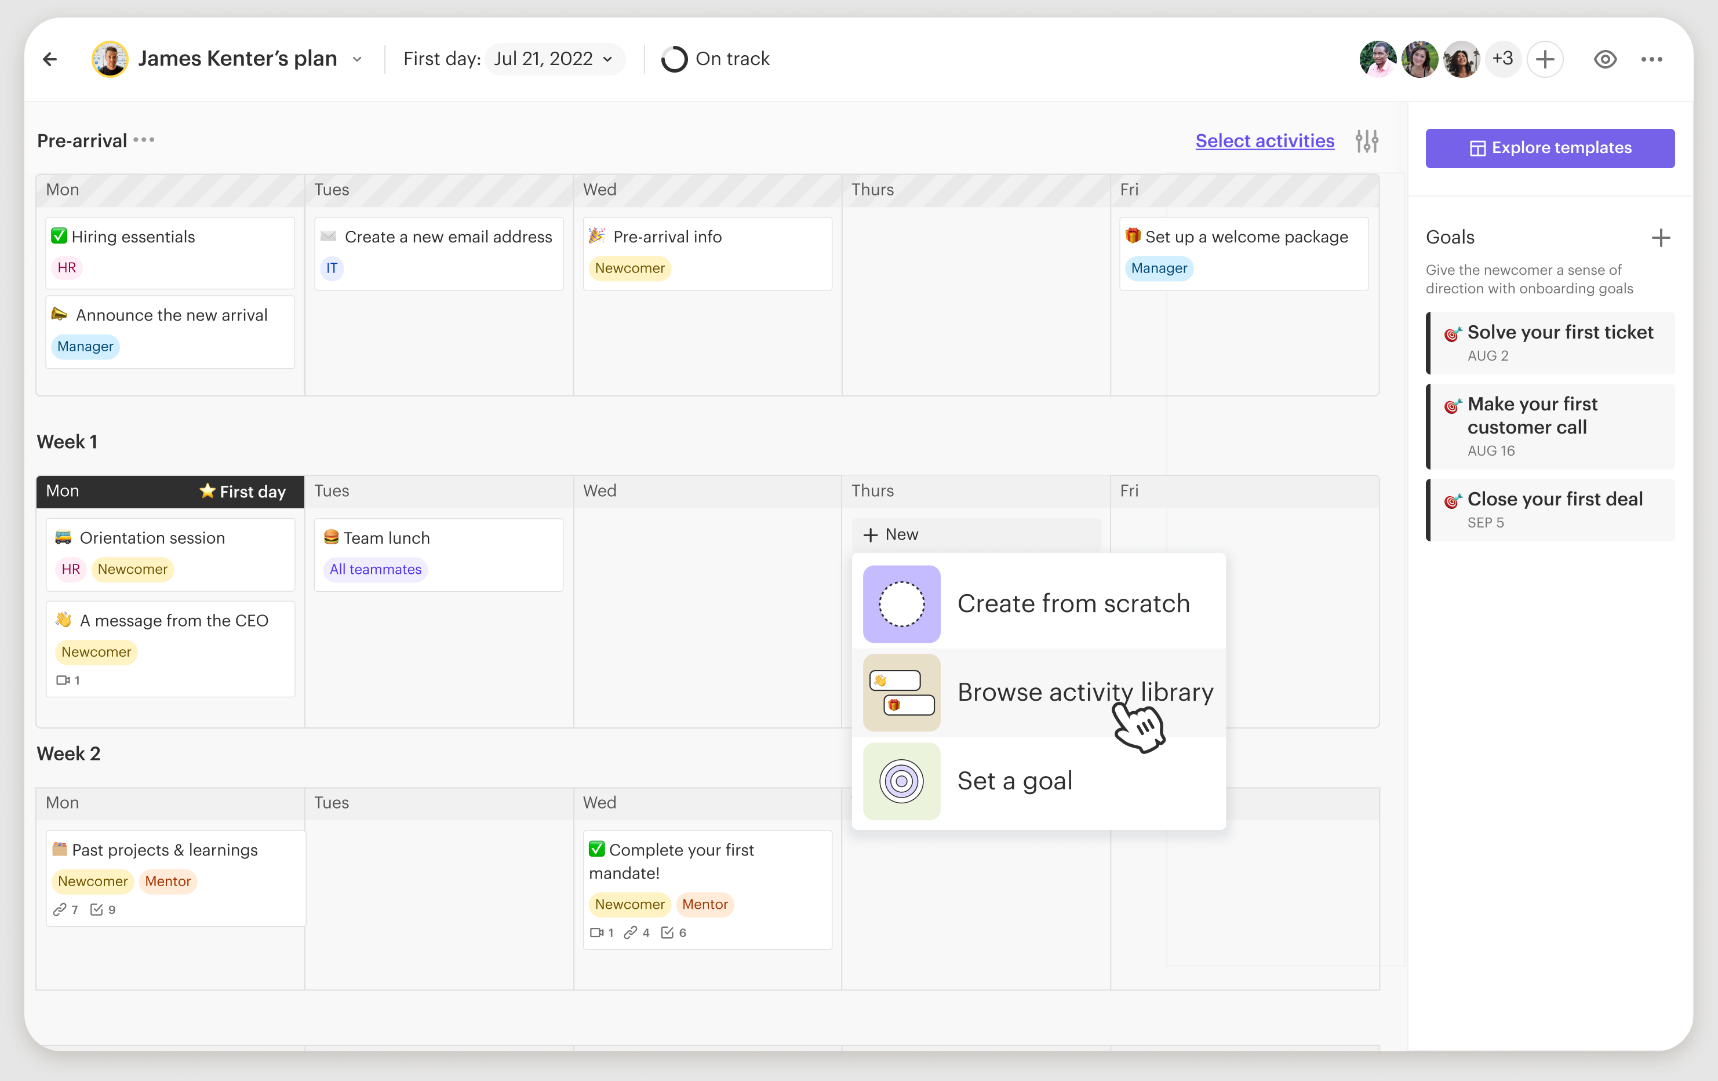 James Kenter’s plan
First day: Jul 21, 2022
On track
+3
Pre-arrival
Select activities
Explore templates
Mon
Tues
Wed
Thurs
Fri
Hiring essentials
HR
Announce the new arrival
Manager
Create a new email address
IT
Pre-arrival info
Newcomer
Set up a welcome package
Manager
Goals
Give the newcomer a sense of
direction with onboarding goals
Solve your first ticket
AUG 2
Make your first
customer call
AUG 16
Close your first deal
SEP 5
Week 1
Mon
First day
Tues
Wed
Thurs
Fri
Orientation session
HR Newcomer
A message from the CEO
Newcomer
1
Team lunch
All teammates
+ New
Create from scratch
Browse activity library
Set a goal
Week 2
Mon
Tues
Wed
Past projects & learnings
Newcomer Mentor
7 9
Complete your first
mandate!
Newcomer Mentor
1 4 6